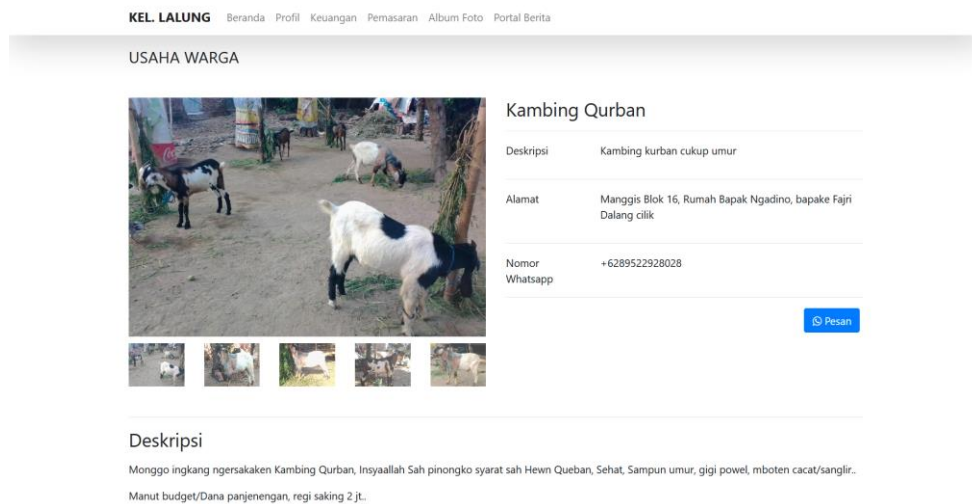 KEL. LALUNG Beranda Profil Keuangan Pemasaran Album Foto Portal Berita
USAHA WARGA
Kambing Qurban
Deskripsi Kambing kurban cukup umur
Alamat Manggis Blok 16, Rumah Bapak Ngadino, bapake Fajri
Dalang cilik
Nomor +6289522928028
Whatsapp
Pesan
Deskripsi
Monggo ingkang ngersakaken Kambing Qurban, Insyaallah Sah pinongko syarat sah Hewn Queban, Sehat, Sampun umur, gigi powel, mboten cacat/sanglir..
Manut budget/Dana panjenengan, regi saking 2 jt..